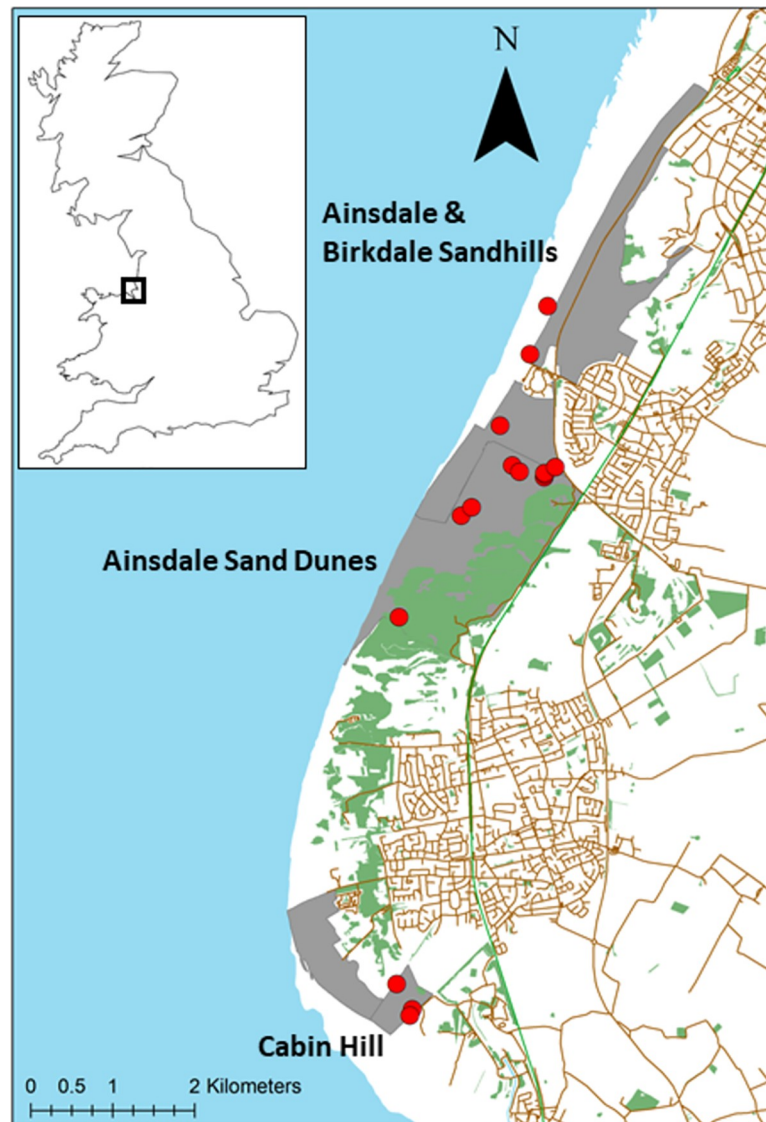 N
Ainsdale &
Birkdale Sandhills
Ainsdale Sand Dunes
Cabin Hill
0 0.5 1 2 Kilometers